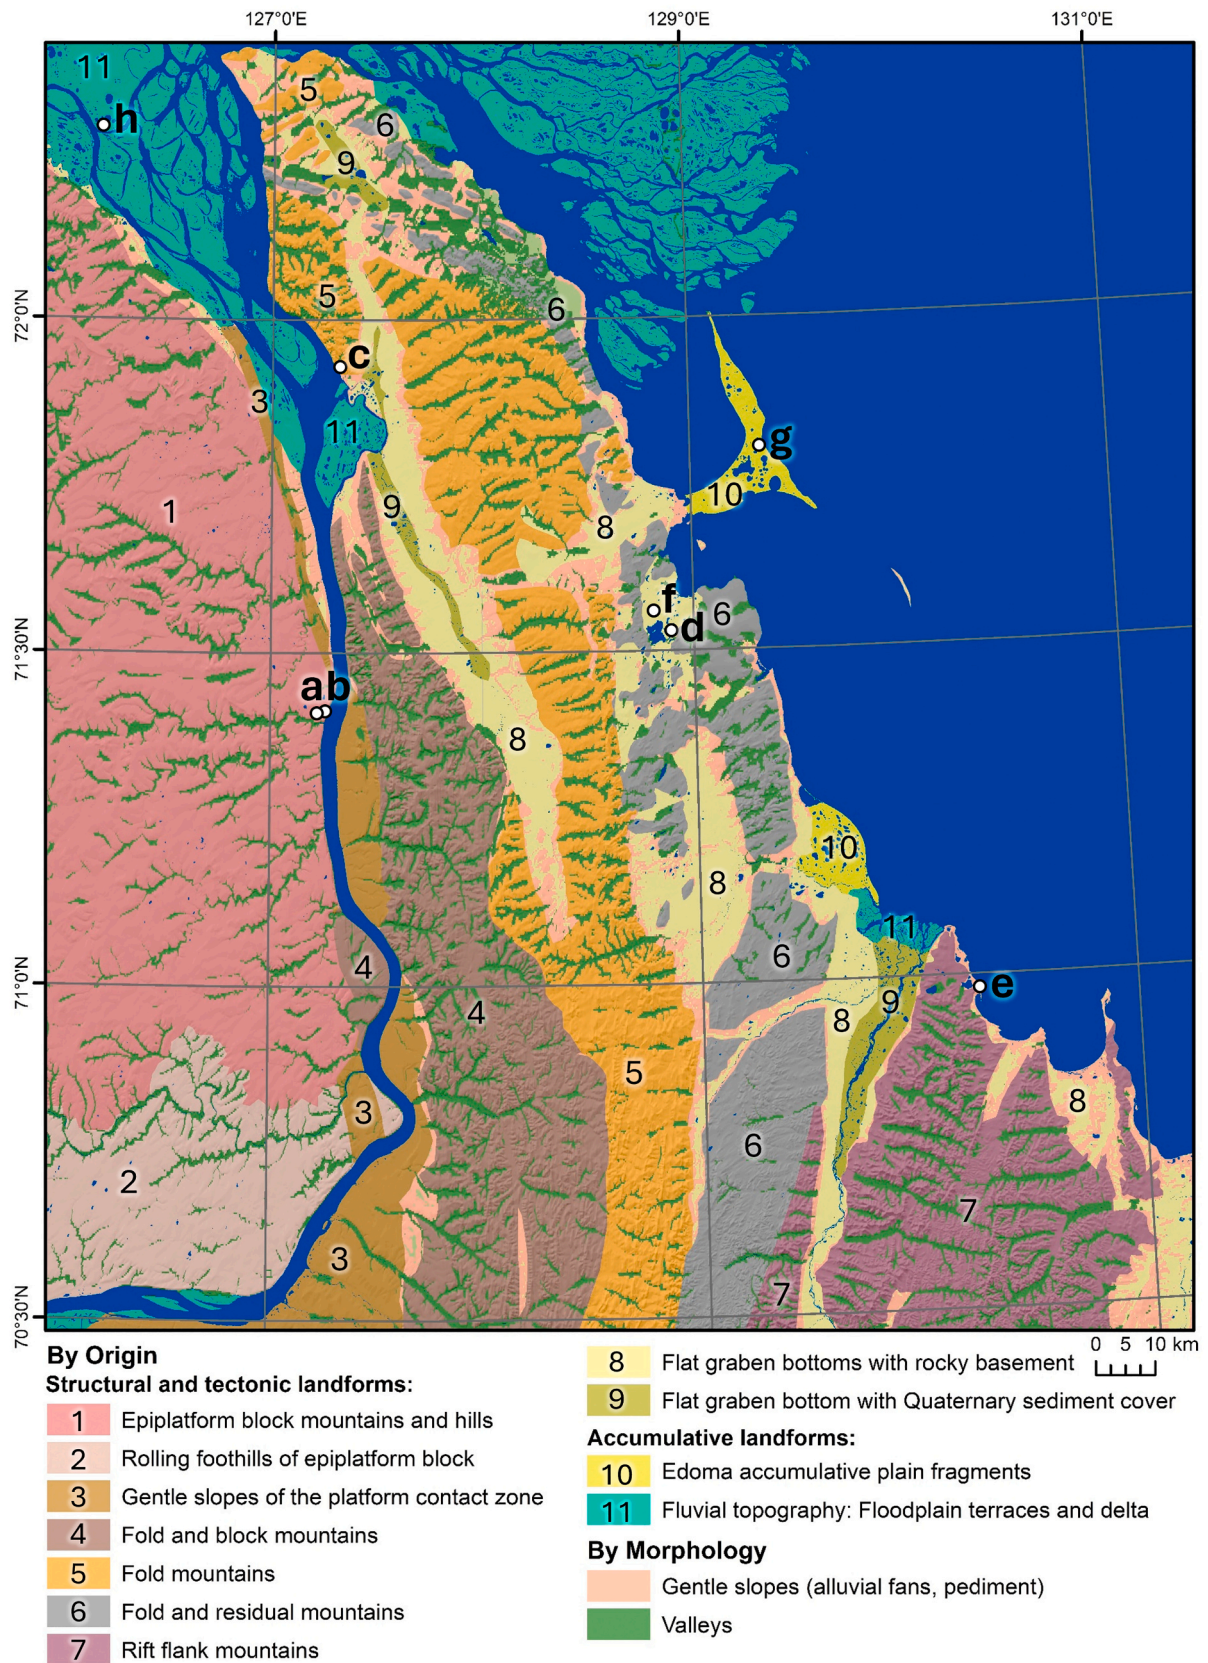 127°0'E
129°0'E
131°0'E
11
5
h
6
9
72°0'N
5
6
c
3
11
g
10
1
9
8
f
6
d
71°30'N
ab
8
10
8
11
6
4
71°0'N
e
9
4
8
5
8
3
6
2
7
3
7
70°30'N
0 5 10 km
By Origin
Structural and tectonic landforms:
1 Epiplatform block mountains and hills
2 Rolling foothills of epiplatform block
3 Gentle slopes of the platform contact zone
4 Fold and block mountains
5 Fold mountains
6 Fold and residual mountains
7 Rift flank mountains
8 Flat graben bottoms with rocky basement
9 Flat graben bottom with Quaternary sediment cover
Accumulative landforms:
10 Edoma accumulative plain fragments
11 Fluvial topography: Floodplain terraces and delta
By Morphology
Gentle slopes (alluvial fans, pediment)
Valleys